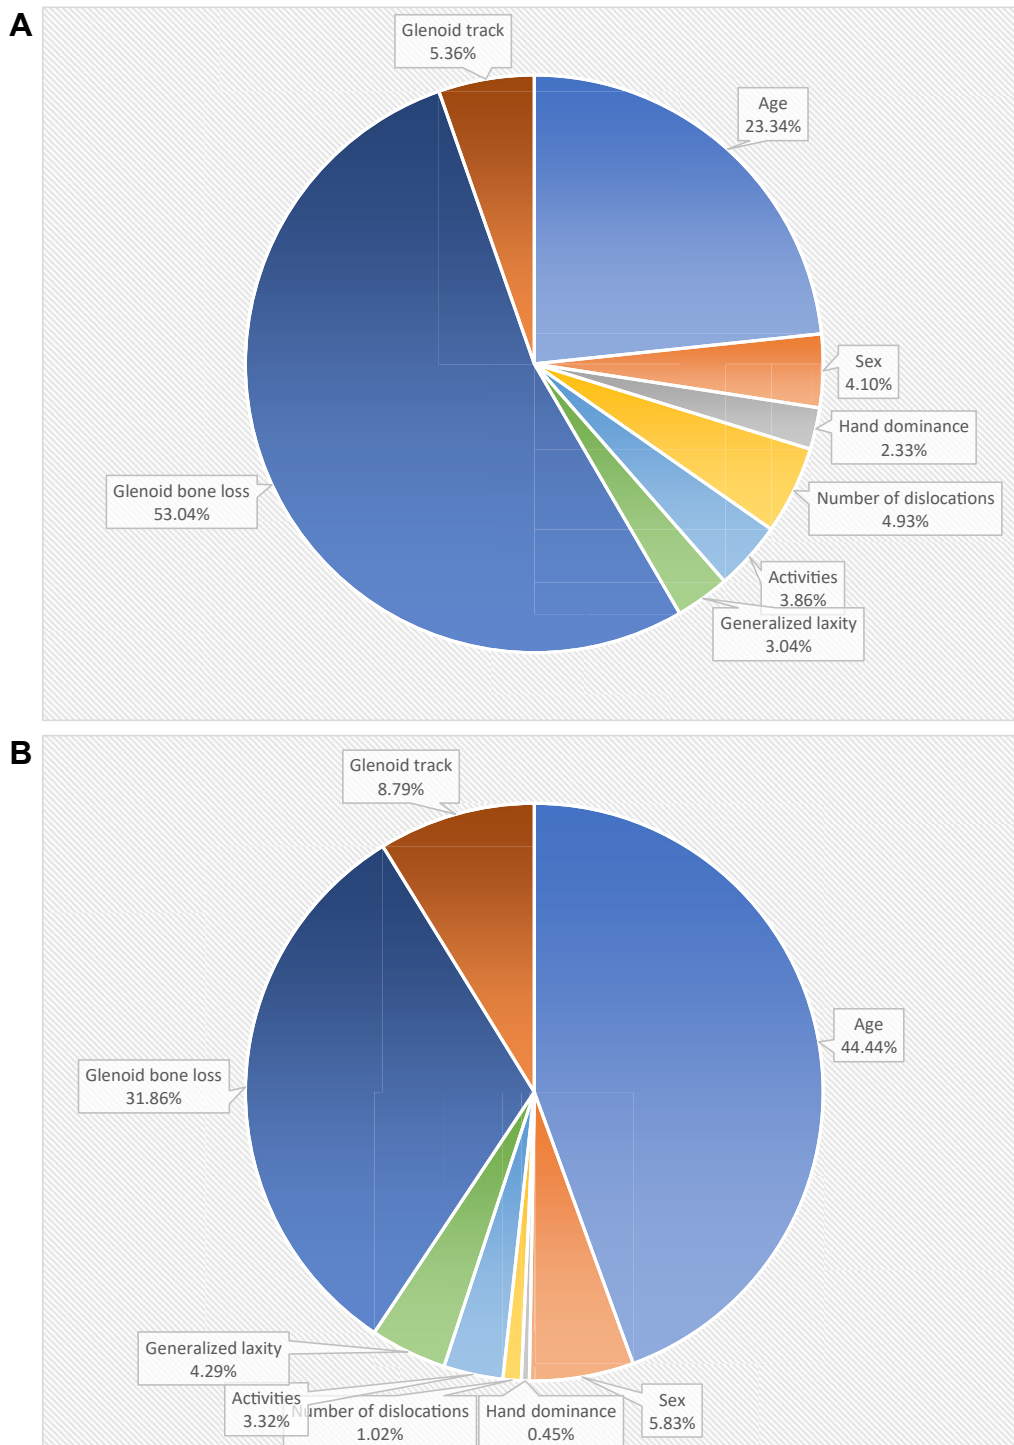 A
Glenoid track
5.36%
Age
23.34%
Sex
4.10%
Hand dominance
2.33%
Number of dislocations
4.93%
Activities
3.86%
Generalized laxity
3.04%
Glenoid bone loss
53.04%
B
Glenoid track
8.79%
Age
44.44%
Glenoid bone loss
31.86%
Generalized laxity
4.29%
Activities
3.32%
Number of dislocations
1.02%
Hand dominance
0.45%
Sex
5.83%